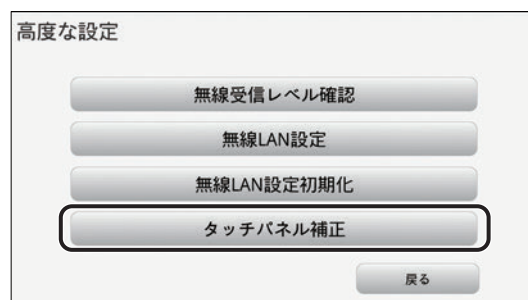 高度な設定
無線受信レベル確認
無線LAN設定
無線LAN設定初期化
タッチパネル補正
戻る